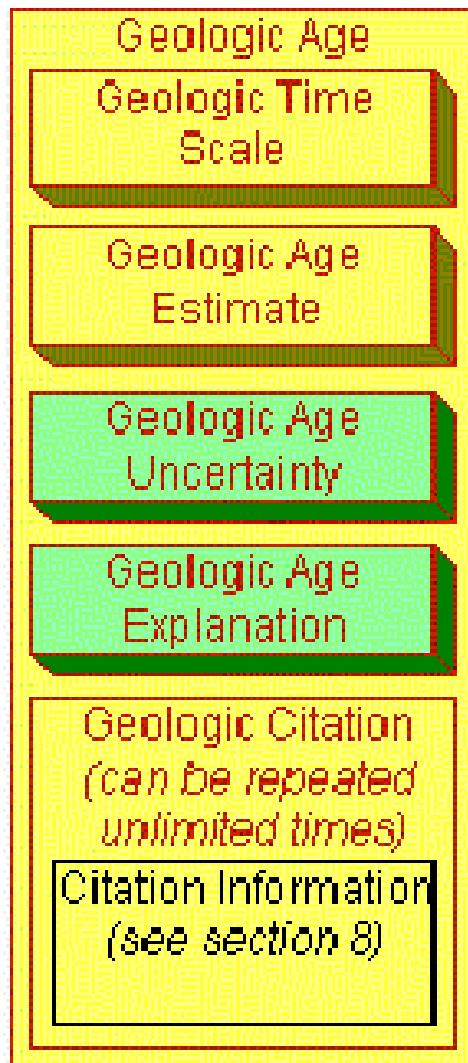 Geologic Age
Geologic Time
Scale
Geologic Age
Estimate
Geologic Age
Uncertainty
Geologic Age
Explanation
Geologic Citation
(can be repeated
unlimited times)
Citation Information
(see section 8)